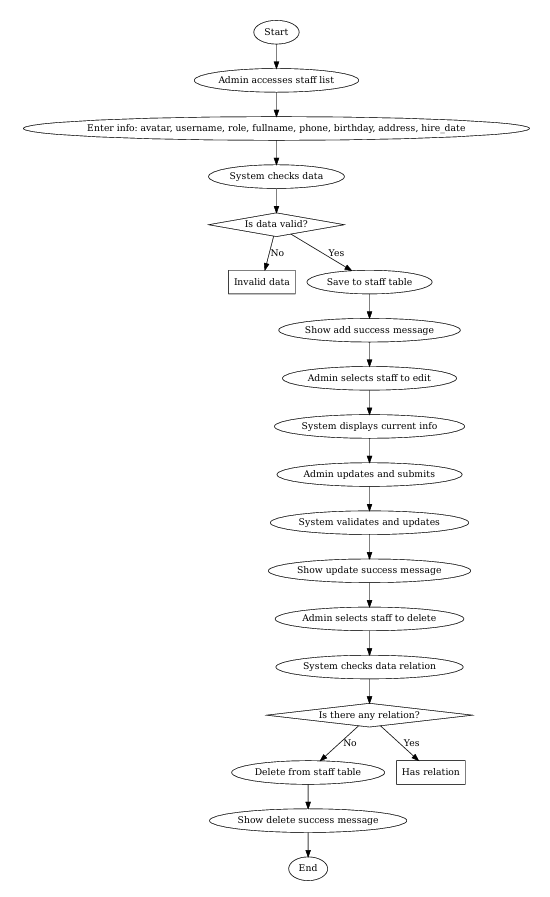 Start
Admin accesses staff list
Enter info: avatar, username, role, fullname, phone, birthday, address, hire_date
System checks data
Is data valid?
No
Yes
Invalid data
Save to staff table
Show add success message
Admin selects staff to edit
System displays current info
Admin updates and submits
System validates and updates
Show update success message
Admin selects staff to delete
System checks data relation
Is there any relation?
No
Yes
Delete from staff table
Has relation
Show delete success message
End